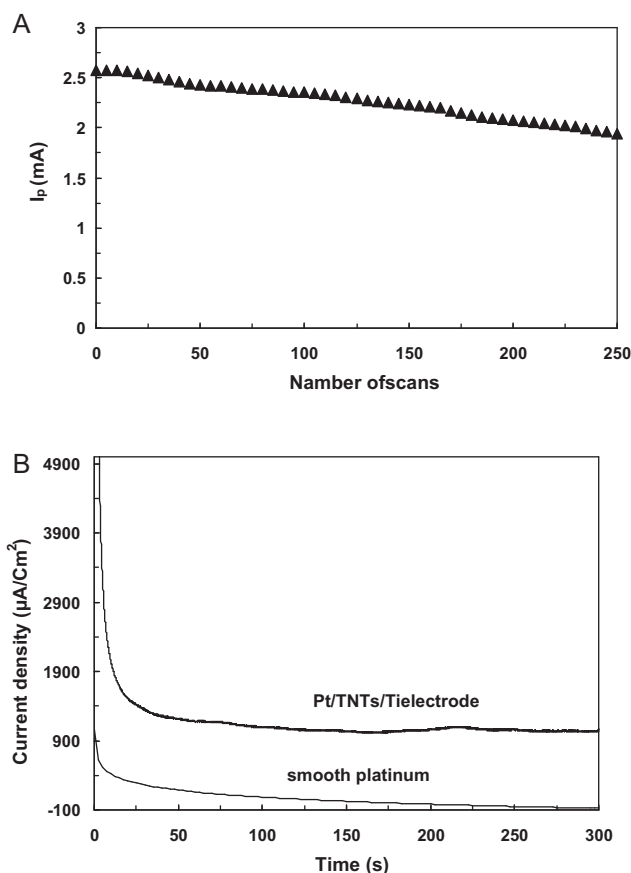 A
3
2.5
2
1.5
1
0.5
0
I_p (mA)
0 50 100 150 200 250
Namber ofscans
B
4900
3900
2900
1900
900
-100
Current density (µA/Cm²)
Pt/TNTs/Tielectrode
smooth platinum
0 50 100 150 200 250 300
Time (s)